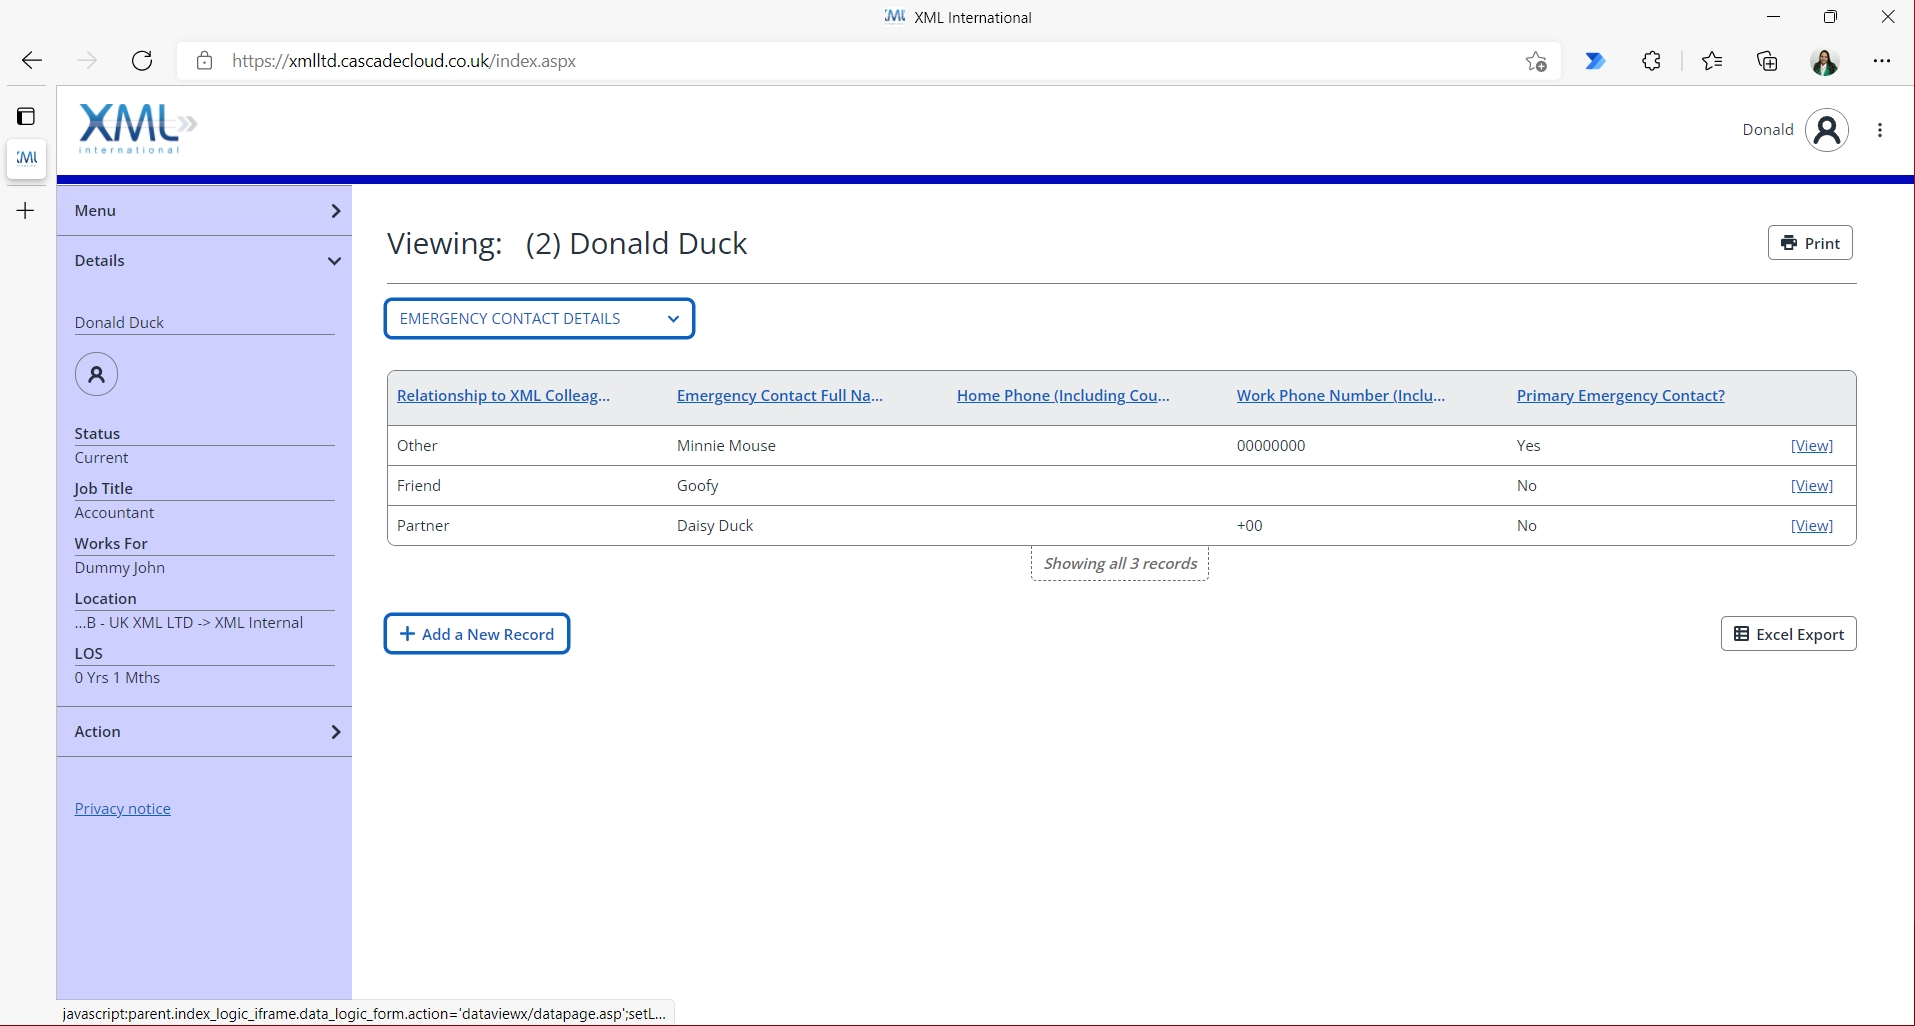 XML International
https://xmlltd.cascadecloud.co.uk/index.aspx
XML
international
Donald
Menu
Details
Donald Duck
Status
Current
Job Title
Accountant
Works For
Dummy John
Location
...B - UK XML LTD -> XML Internal
LOS
0 Yrs 1 Mths
Action
Privacy notice
Viewing: (2) Donald Duck
Print
EMERGENCY CONTACT DETAILS
Relationship to XML Colleag... Emergency Contact Full Na... Home Phone (Including Cou... Work Phone Number (Inclu... Primary Emergency Contact?
Other Minnie Mouse 00000000 Yes [View]
Friend Goofy No [View]
Partner Daisy Duck +00 No [View]
Showing all 3 records
Add a New Record
Excel Export
javascript:parent.index_logic_iframe.data_logic_form.action='dataviewx/datapage.asp';setL...